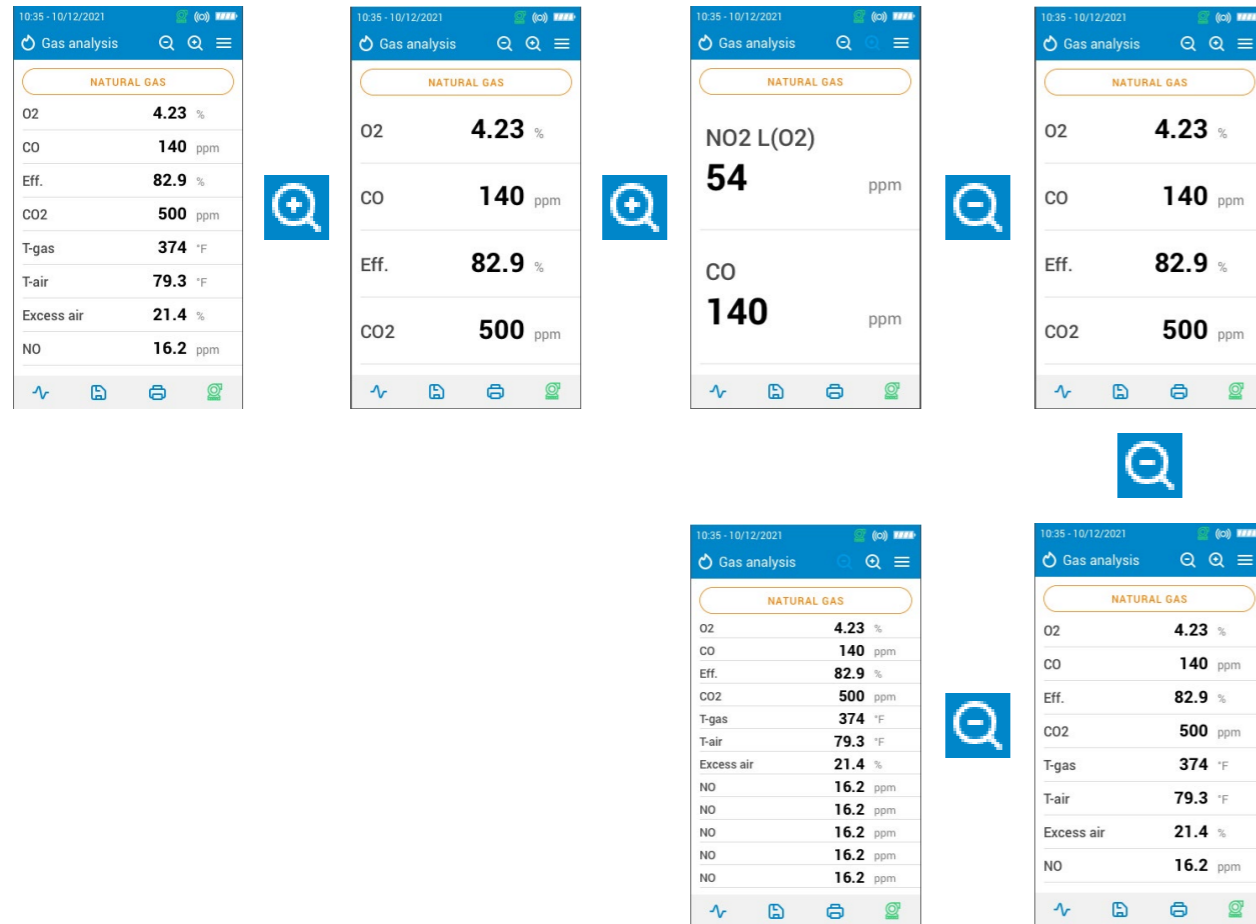 10:35 - 10/12/2021
Gas analysis
NATURAL GAS
O2 4.23 %
CO 140 ppm
Eff. 82.9 %
CO2 500 ppm
T-gas 374 °F
T-air 79.3 °F
Excess air 21.4 %
NO 16.2 ppm
10:35 - 10/12/2021
Gas analysis
NATURAL GAS
O2 4.23 %
CO 140 ppm
Eff. 82.9 %
CO2 500 ppm
10:35 - 10/12/2021
Gas analysis
NATURAL GAS
NO2 L(O2)
54 ppm
CO
140 ppm
10:35 - 10/12/2021
Gas analysis
NATURAL GAS
O2 4.23 %
CO 140 ppm
Eff. 82.9 %
CO2 500 ppm
10:35 - 10/12/2021
Gas analysis
NATURAL GAS
O2 4.23 %
CO 140 ppm
Eff. 82.9 %
CO2 500 ppm
T-gas 374 °F
T-air 79.3 °F
Excess air 21.4 %
NO 16.2 ppm
NO 16.2 ppm
NO 16.2 ppm
NO 16.2 ppm
NO 16.2 ppm
10:35 - 10/12/2021
Gas analysis
NATURAL GAS
O2 4.23 %
CO 140 ppm
Eff. 82.9 %
CO2 500 ppm
T-gas 374 °F
T-air 79.3 °F
Excess air 21.4 %
NO 16.2 ppm